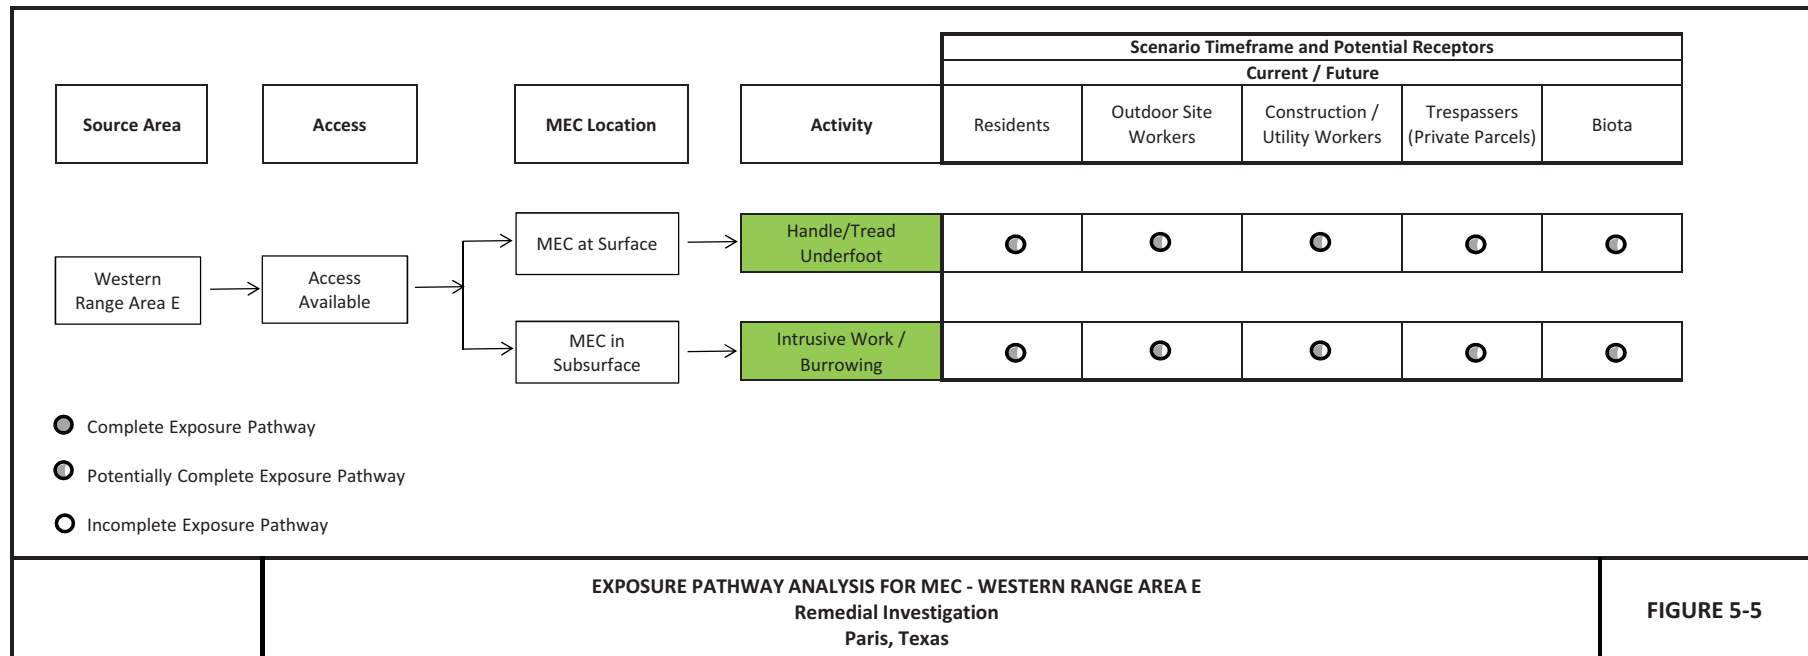 Scenario Timeframe and Potential Receptors
Current / Future
Source Area
Access
MEC Location
Activity
Residents
Outdoor Site
Workers
Construction /
Utility Workers
Trespassers
(Private Parcels)
Biota
Western
Range Area E
Access
Available
MEC at Surface
Handle/Tread
Underfoot
MEC in
Subsurface
Intrusive Work /
Burrowing
Complete Exposure Pathway
Potentially Complete Exposure Pathway
Incomplete Exposure Pathway
EXPOSURE PATHWAY ANALYSIS FOR MEC - WESTERN RANGE AREA E
Remedial Investigation
Paris, Texas
FIGURE 5-5